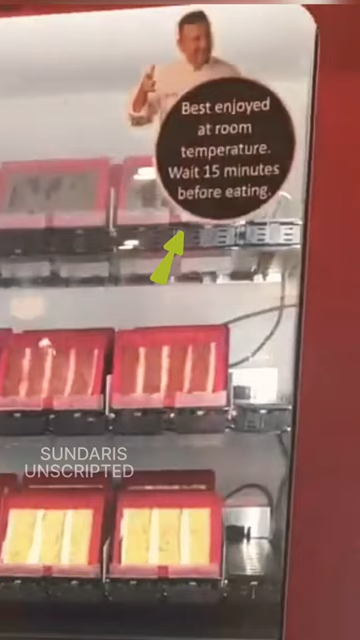 Best enjoyed
at room
temperature.
Wait 15 minutes
before eating.
SUNDARIS
UNSCRIPTED